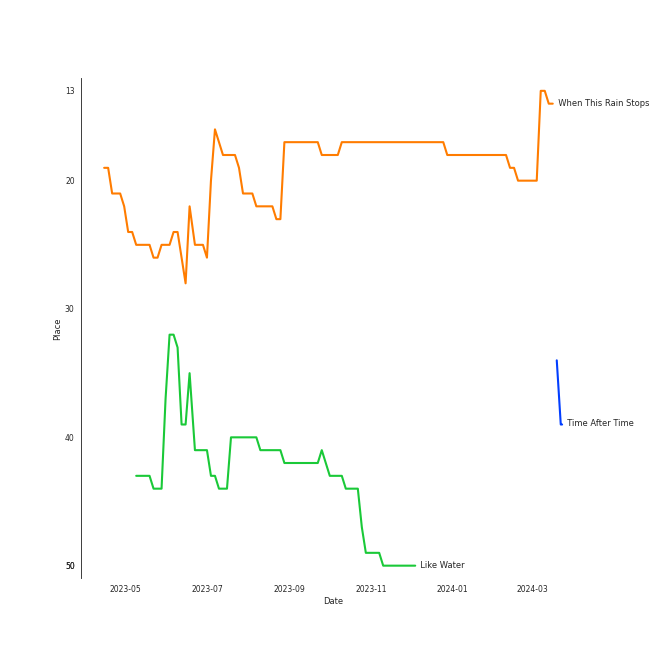 13
When This Rain Stops
20
30
Place
Time After Time
40
50
Like Water
2023-05
2023-07
2023-09
2023-11
2024-01
2024-03
Date